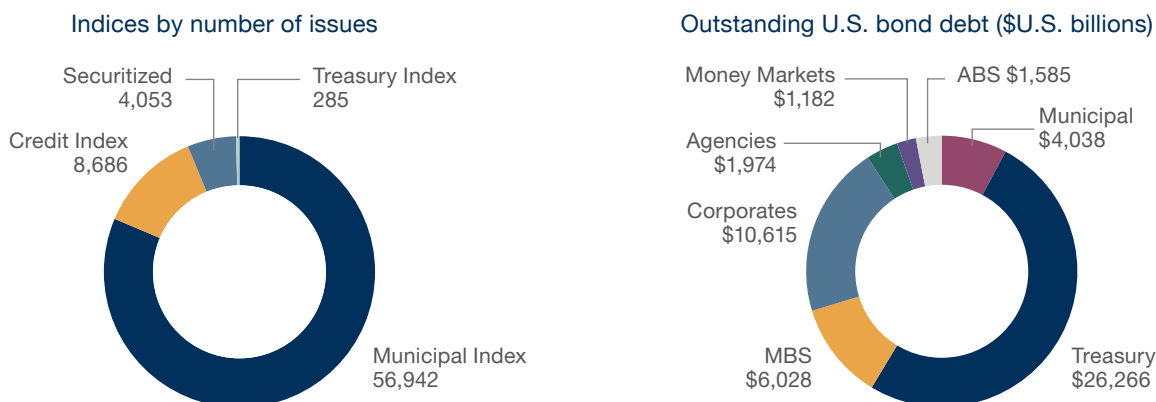 Indices by number of issues
Securitized
4,053
Treasury Index
285
Credit Index
8,686
Municipal Index
56,942
Outstanding U.S. bond debt ($U.S. billions)
Money Markets
$1,182
ABS $1,585
Municipal
$4,038
Agencies
$1,974
Corporates
$10,615
MBS
$6,028
Treasury
$26,266